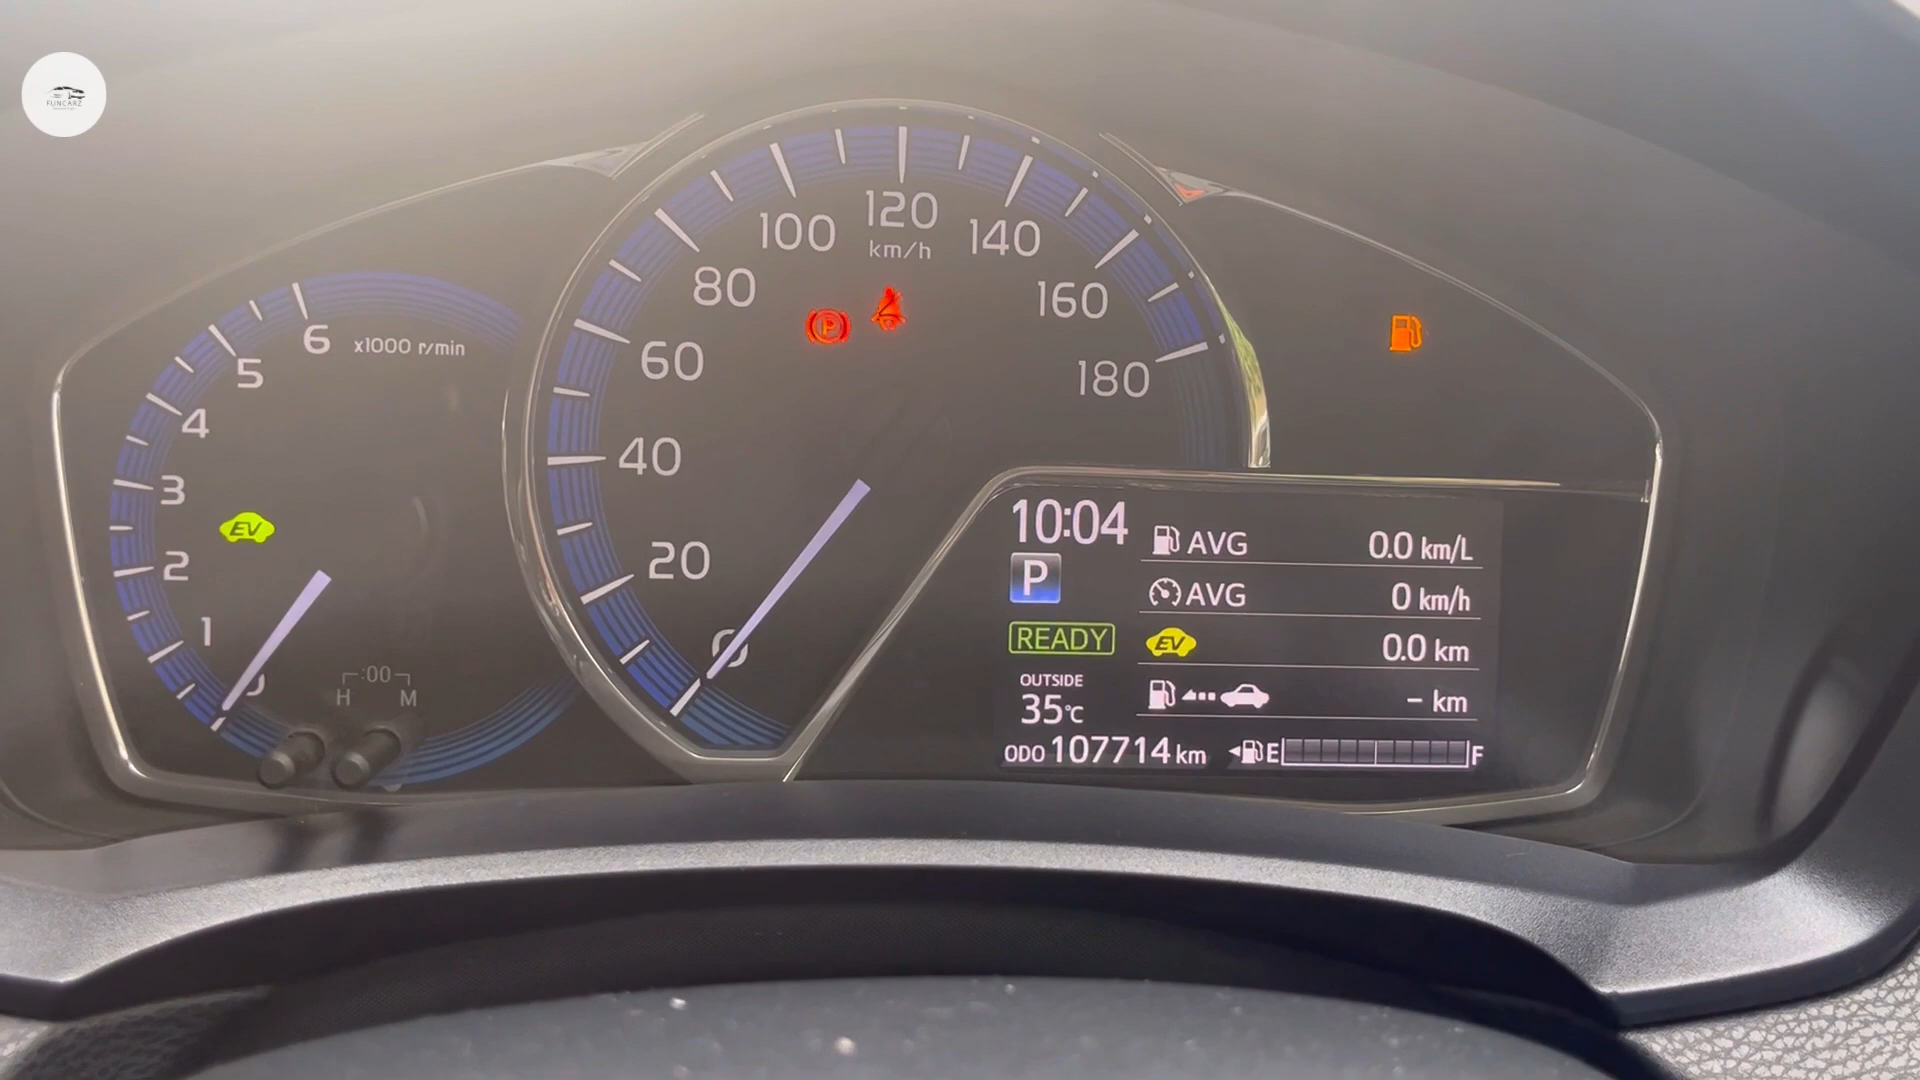 FUNCARZ
120
km/h
100
140
80
160
60
180
40
20
0
6 x1000 r/min
5
4
3
2
1
EV
:00
H M
P
10:04
AVG 0.0 km/L
P
AVG 0 km/h
READY
EV 0.0 km
OUTSIDE
35°C
- km
ODO 107714 km
E F